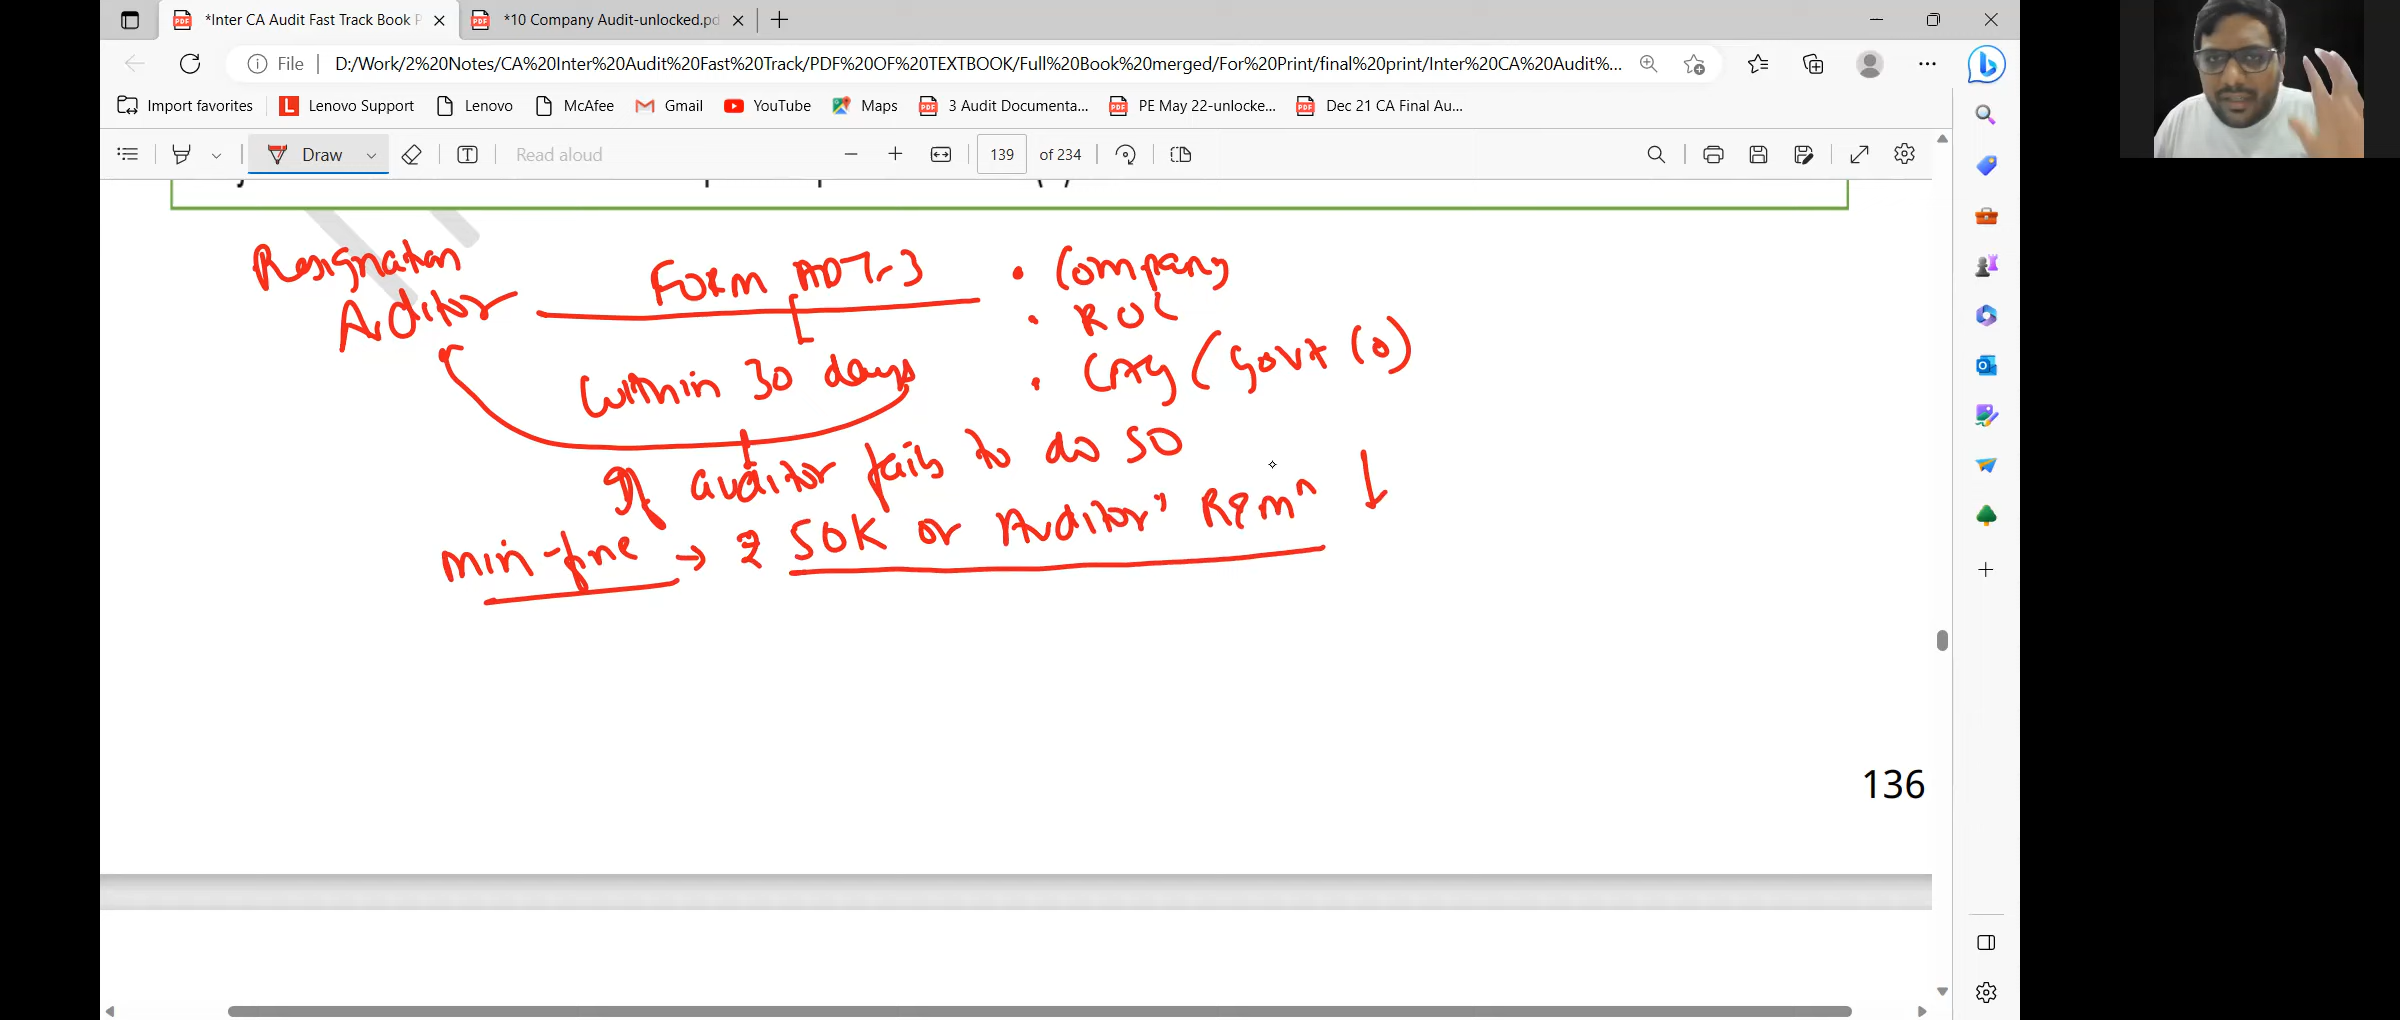 *Inter CA Audit Fast Track Book P
*10 Company Audit-unlocked.pd
File
D:/Work/2%20Notes/CA%20Inter%20Audit%20Fast%20Track/PDF%20OF%20TEXTBOOK/Full%20Book%20merged/For%20Print/final%20print/Inter%20CA%20Audit%...
Import favorites
Lenovo Support
Lenovo
McAfee
Gmail
YouTube
Maps
3 Audit Documenta...
PE May 22-unlocke...
Dec 21 CA Final Au...
Draw
Read aloud
139 of 234
Resignation
Auditor
FORM ADT-3
• Company
• ROC
• CAG (Govt Co)
Within 30 days
If auditor fails to do so
min-fine → ₹ 50K or Auditor's Rem^n ↓
136